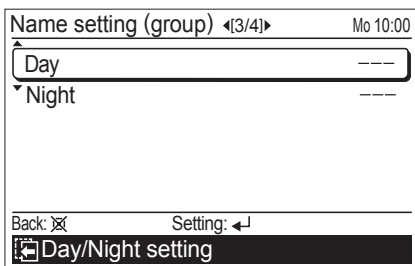 Name setting (group) [3/4] Mo 10:00
Day ---
Night ---
Back: Setting:
Day/Night setting